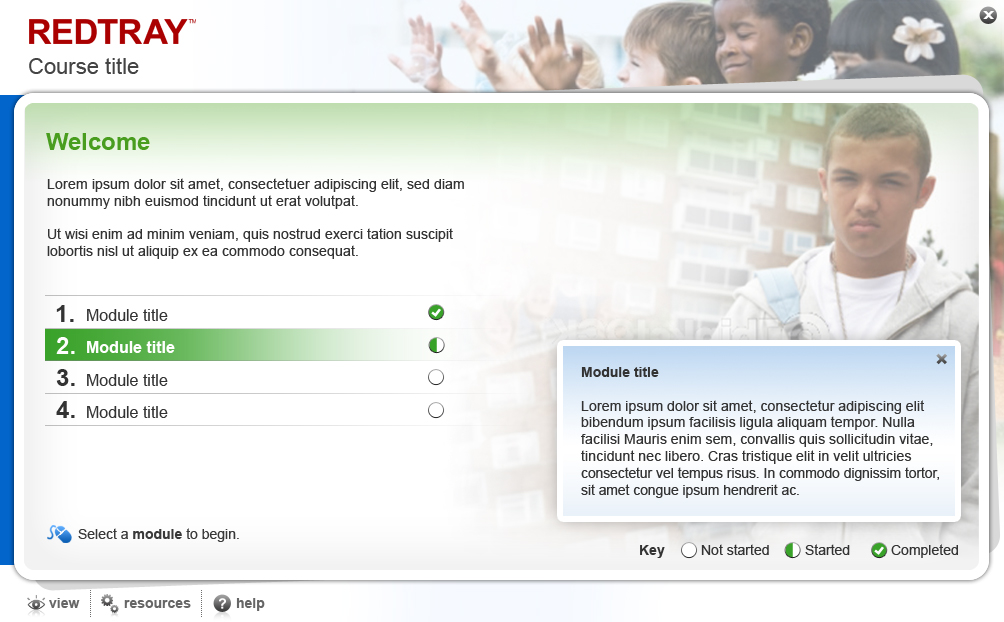 REDTRAY™
Course title
Welcome
Lorem ipsum dolor sit amet, consectetuer adipiscing elit, sed diam
nonummy nibh euismod tincidunt ut erat volutpat.
Ut wisi enim ad minim veniam, quis nostrud exerci tation suscipit
lobortis nisl ut aliquip ex ea commodo consequat.
1. Module title
2. Module title
3. Module title
4. Module title
Module title
Lorem ipsum dolor sit amet, consectetur adipiscing elit
bibendum ipsum facilisis ligula aliquam tempor. Nulla
facilisi Mauris enim sem, convallis quis sollicitudin vitae,
tincidunt nec libero. Cras tristique elit in velit ultricies
consectetur vel tempus risus. In commodo dignissim tortor,
sit amet congue ipsum hendrerit ac.
Select a module to begin.
Key Not started Started Completed
view resources ? help